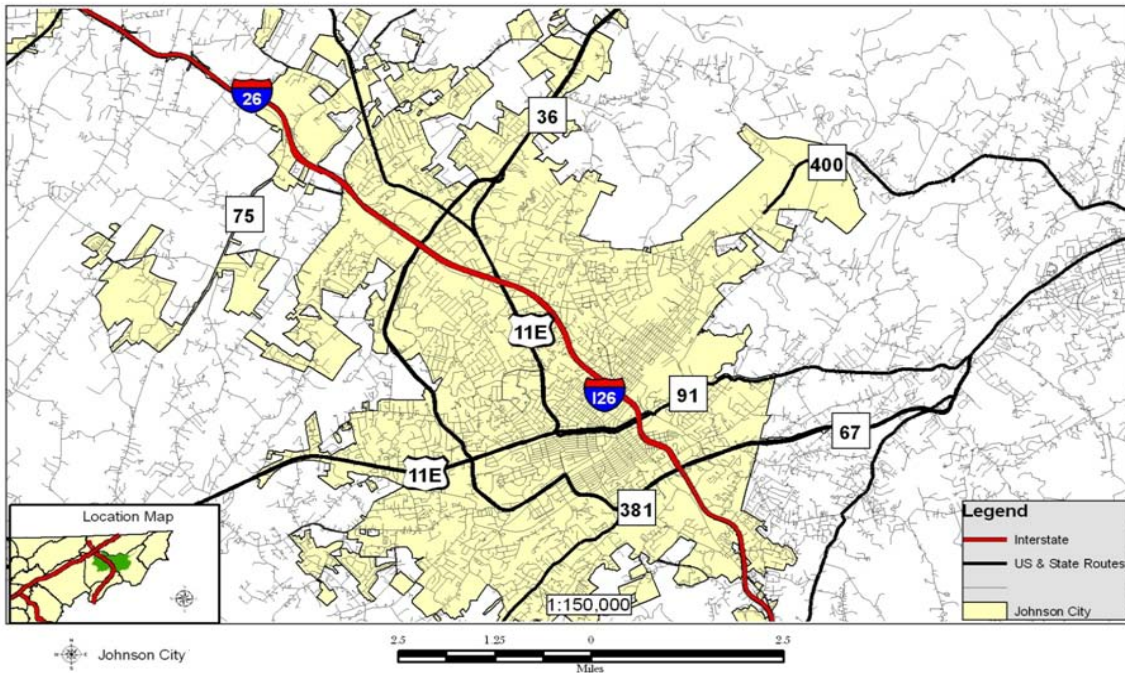 26
36
400
75
11E
I26
91
67
11E
381
Location Map
1:150,000
Legend
Interstate
US & State Routes
Johnson City
Johnson City
2.5 1.25 0 2.5
Miles